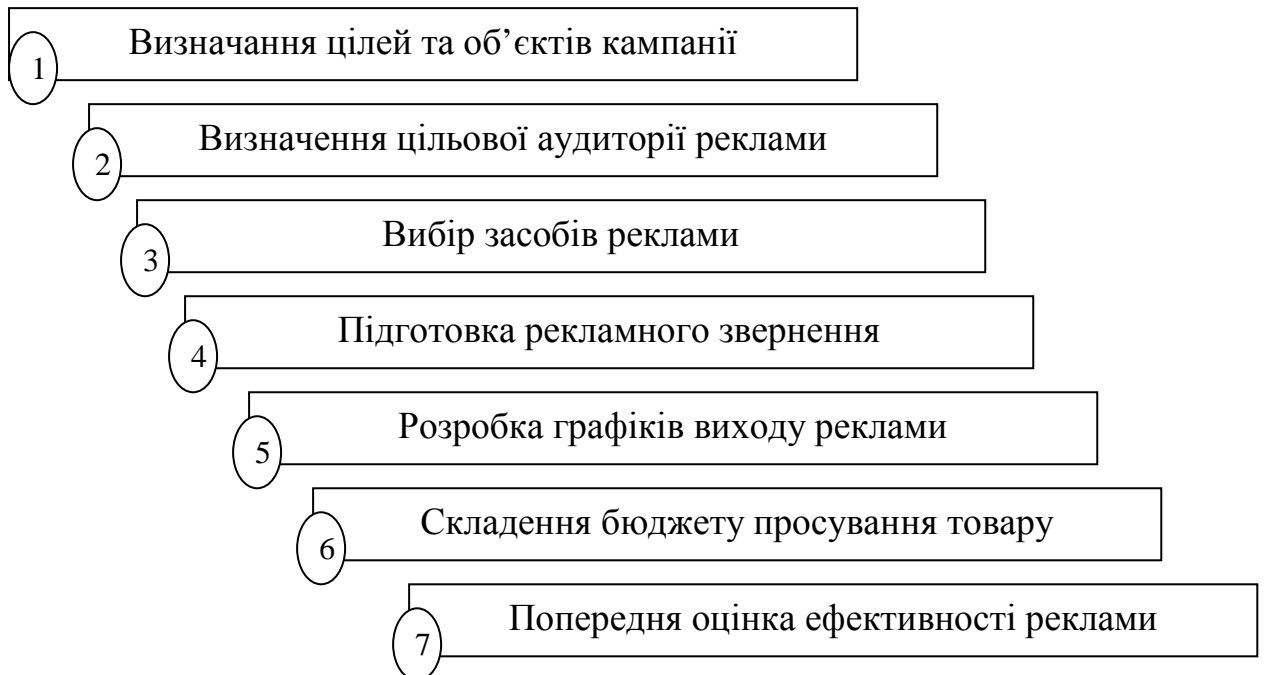 Визначання цілей та об’єктів кампанії
1
Визначення цільової аудиторії реклами
2
Вибір засобів реклами
3
Підготовка рекламного звернення
4
Розробка графіків виходу реклами
5
Складення бюджету просування товару
6
Попередня оцінка ефективності реклами
7